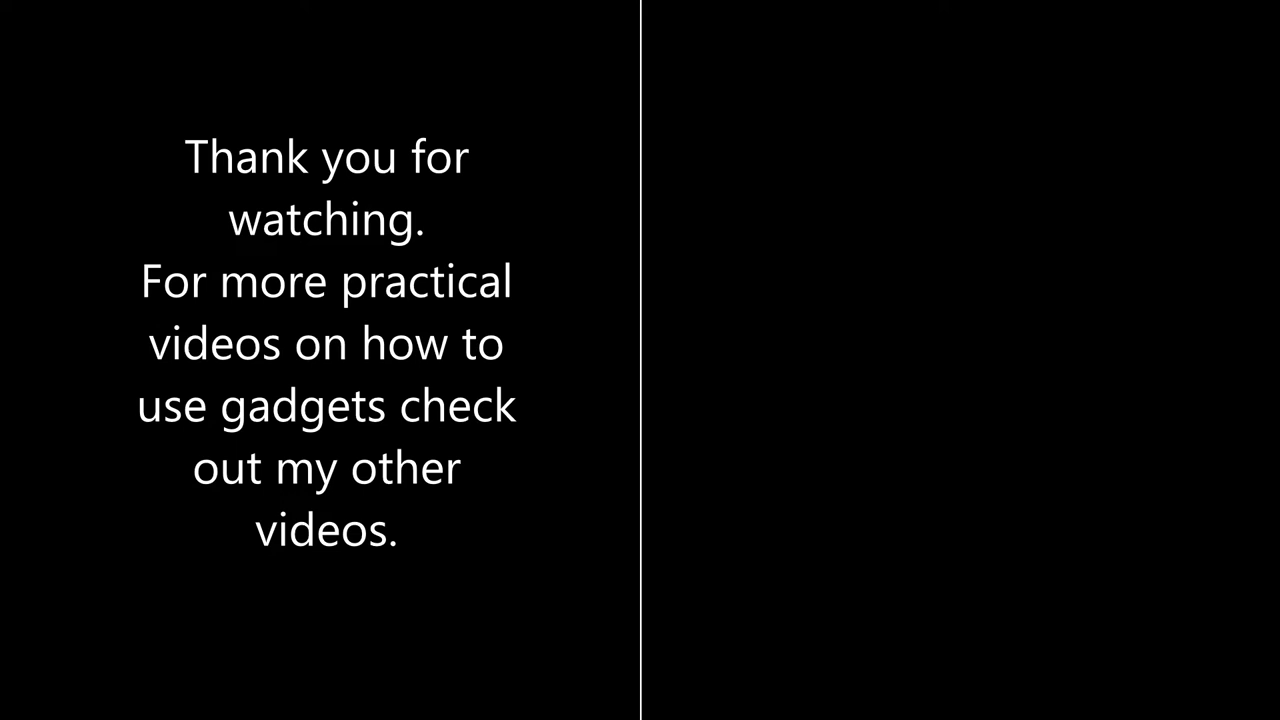 Thank you for
watching.
For more practical
videos on how to
use gadgets check
out my other
videos.